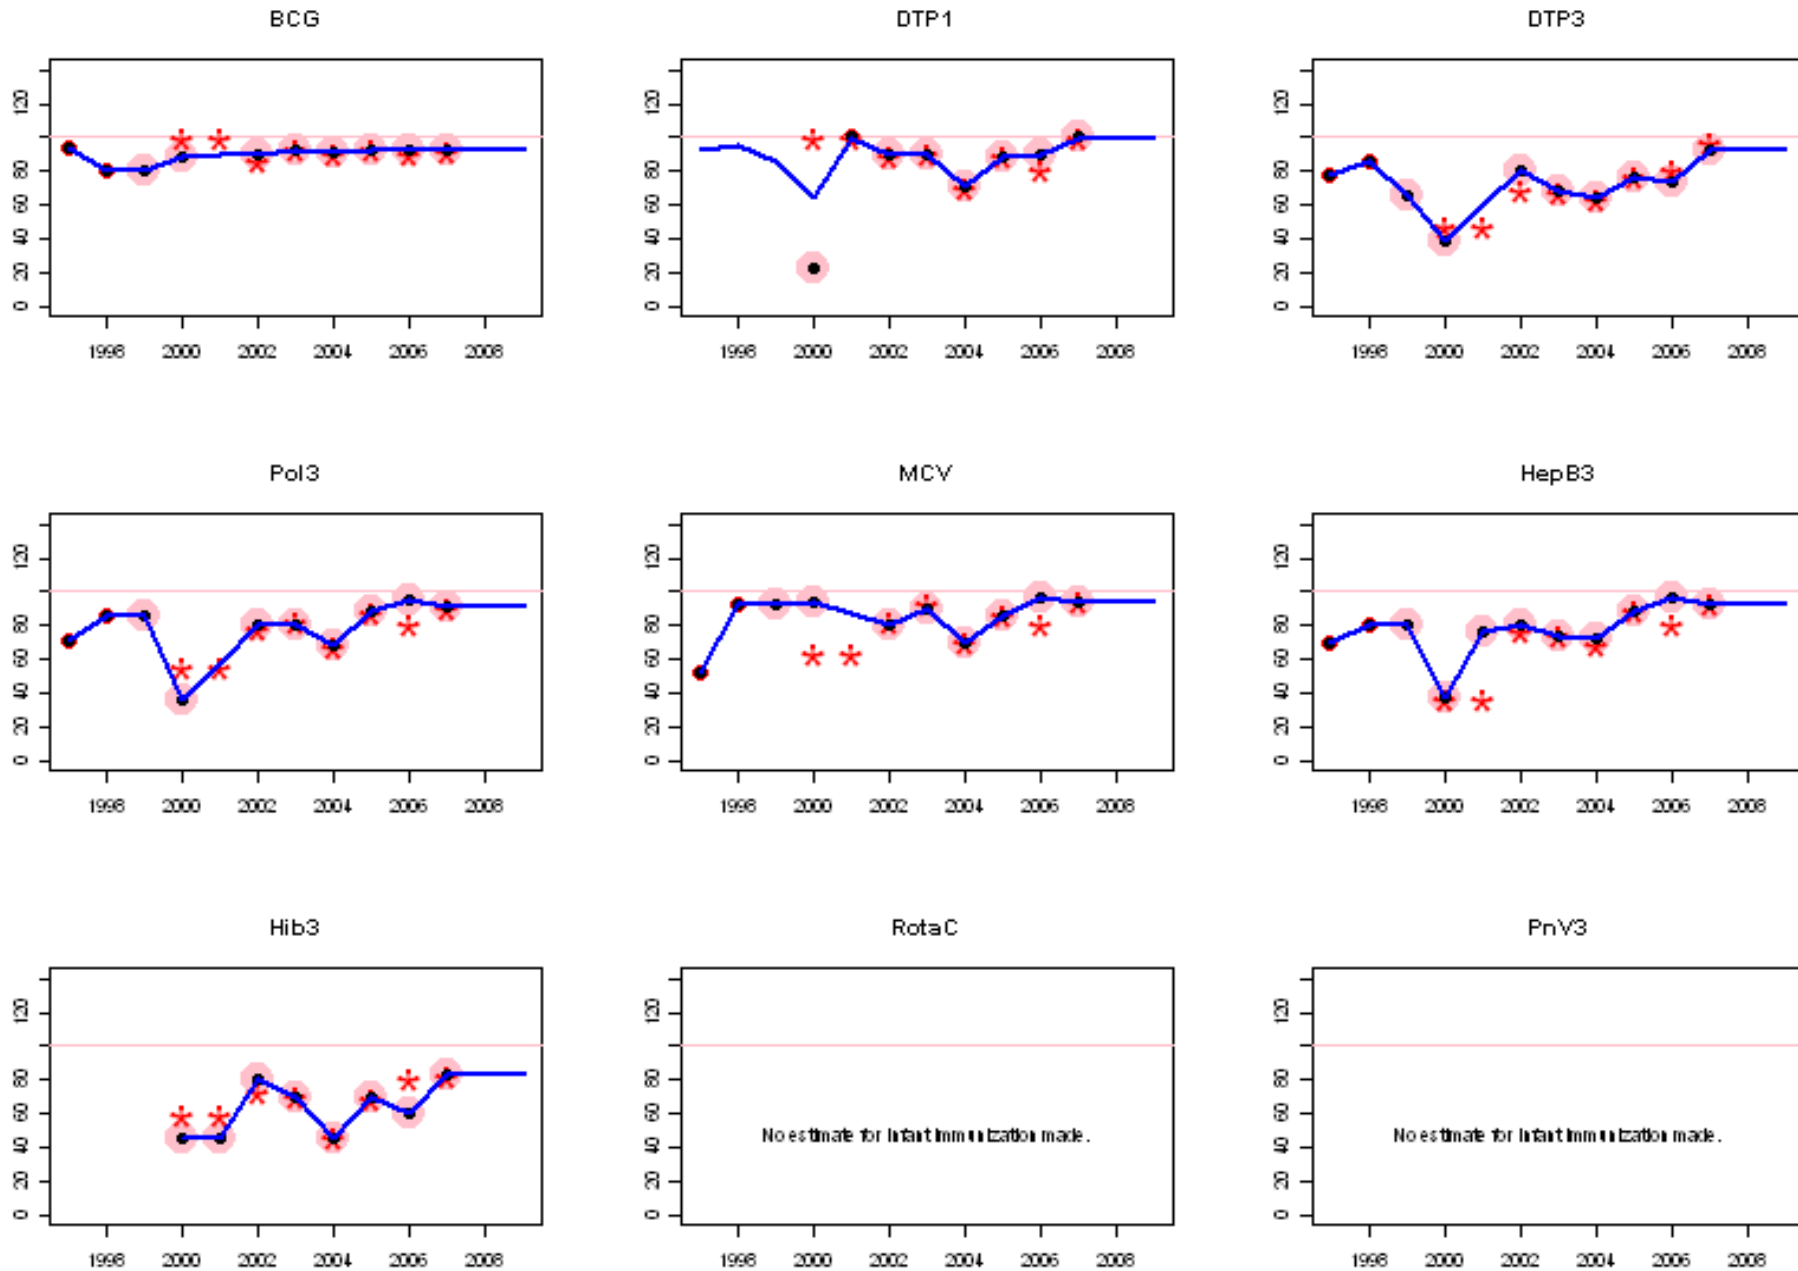 BCG DTP1 DTP3
120 120 120
80 80 80
60 60 60
40 40 40
20 20 20
0 0 0
1998 2000 2002 2004 2006 2008 1998 2000 2002 2004 2006 2008 1998 2000 2002 2004 2006 2008
Pol3 MCV HepB3
120 120 120
80 80 80
60 60 60
40 40 40
20 20 20
0 0 0
1998 2000 2002 2004 2006 2008 1998 2000 2002 2004 2006 2008 1998 2000 2002 2004 2006 2008
Hib3 RotaC PnV3
120 120 120
80 80 80
60 60 60
No estimate for infant immunization made. No estimate for infant immunization made.
40 40 40
20 20 20
0 0 0
1998 2000 2002 2004 2006 2008 1998 2000 2002 2004 2006 2008 1998 2000 2002 2004 2006 2008